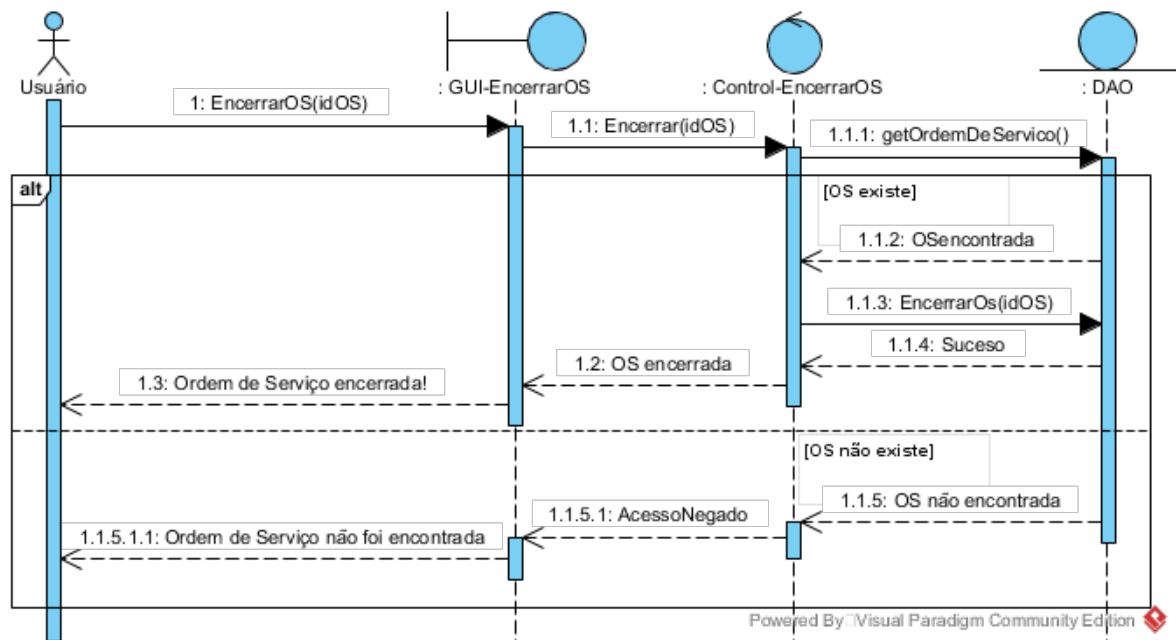 Usuário
: GUI-EncerrarOS
: Control-EncerrarOS
: DAO
1: EncerrarOS(idOS)
1.1: Encerrar(idOS)
1.1.1: getOrdemDeServico()
alt
[OS existe]
1.1.2: OSencontrada
1.1.3: EncerrarOs(idOS)
1.1.4: Suceso
1.2: OS encerrada
1.3: Ordem de Serviço encerrada!
[OS não existe]
1.1.5: OS não encontrada
1.1.5.1: AcessoNegado
1.1.5.1.1: Ordem de Serviço não foi encontrada
Powered By Visual Paradigm Community Edition